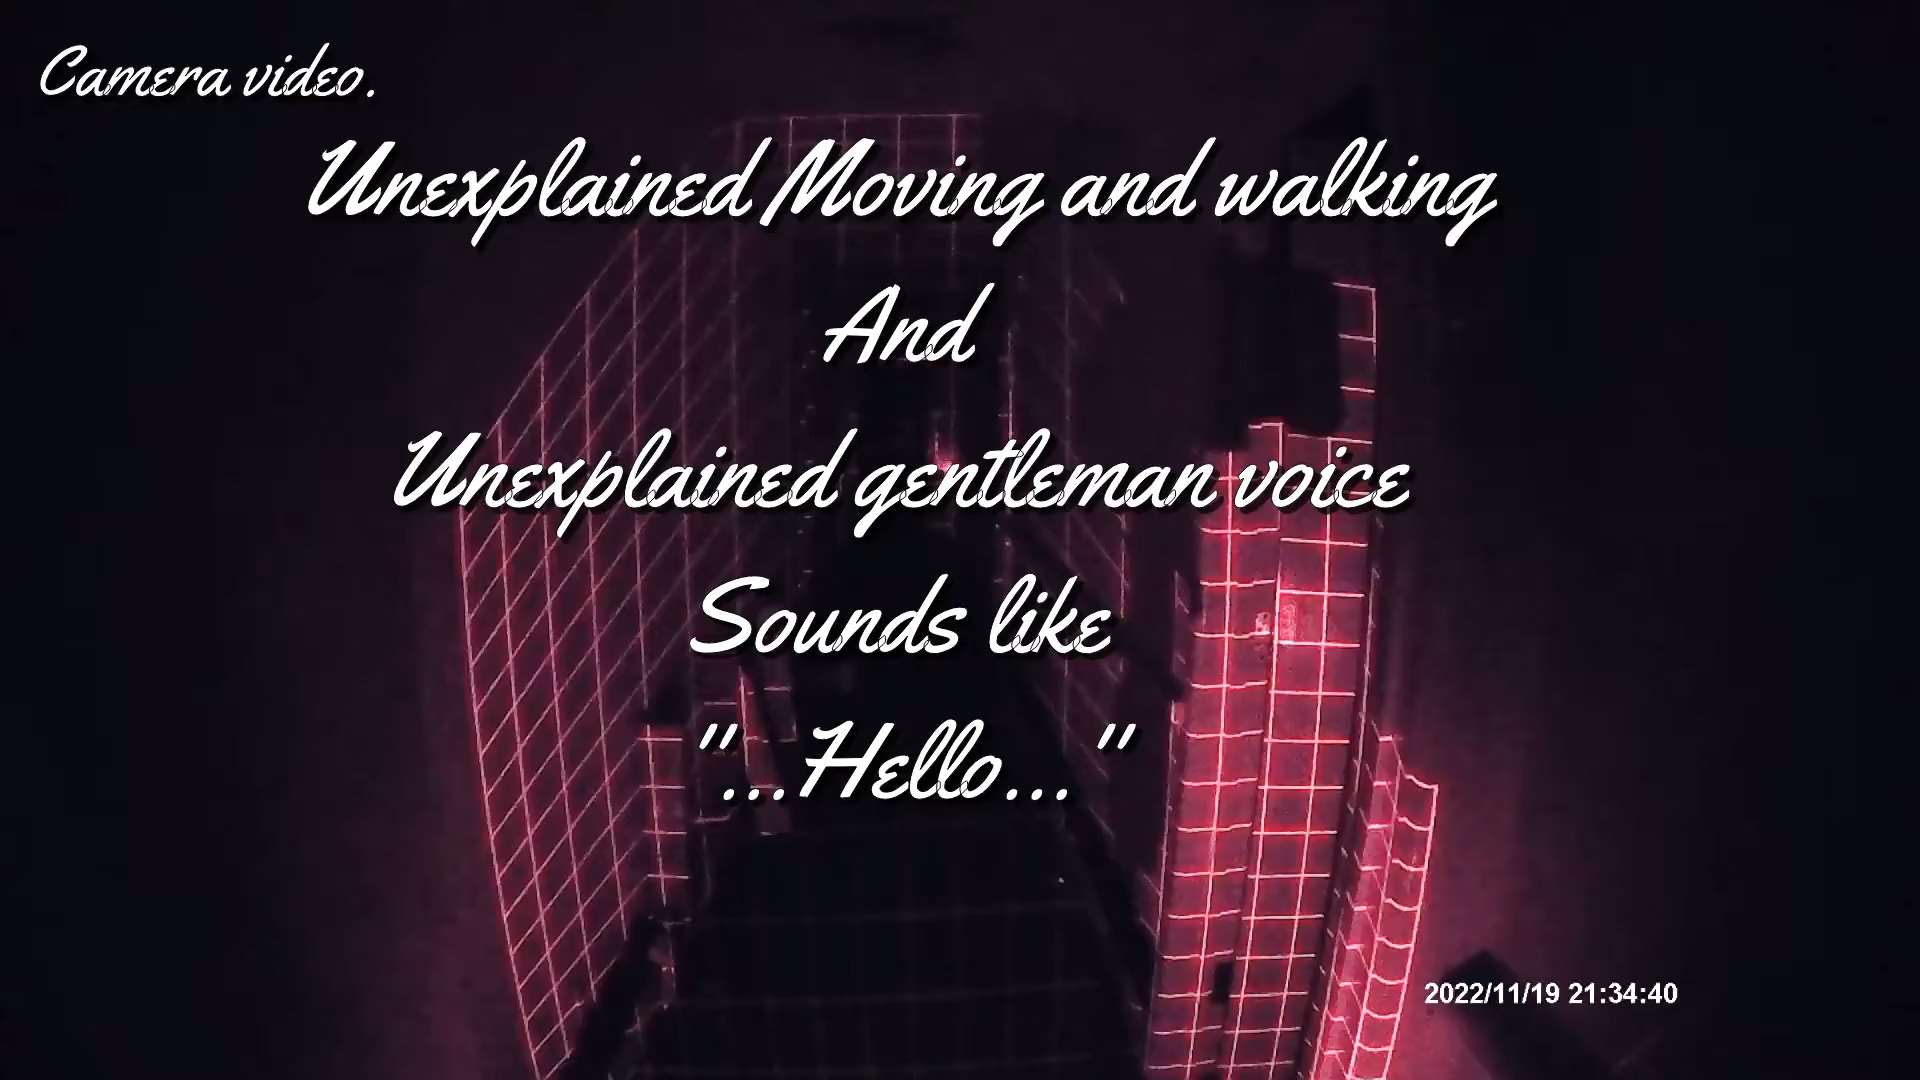 Camera video.
Unexplained Moving and walking
And
Unexplained gentleman voice
Sounds like
"...Hello..."
2022/11/19 21:34:40